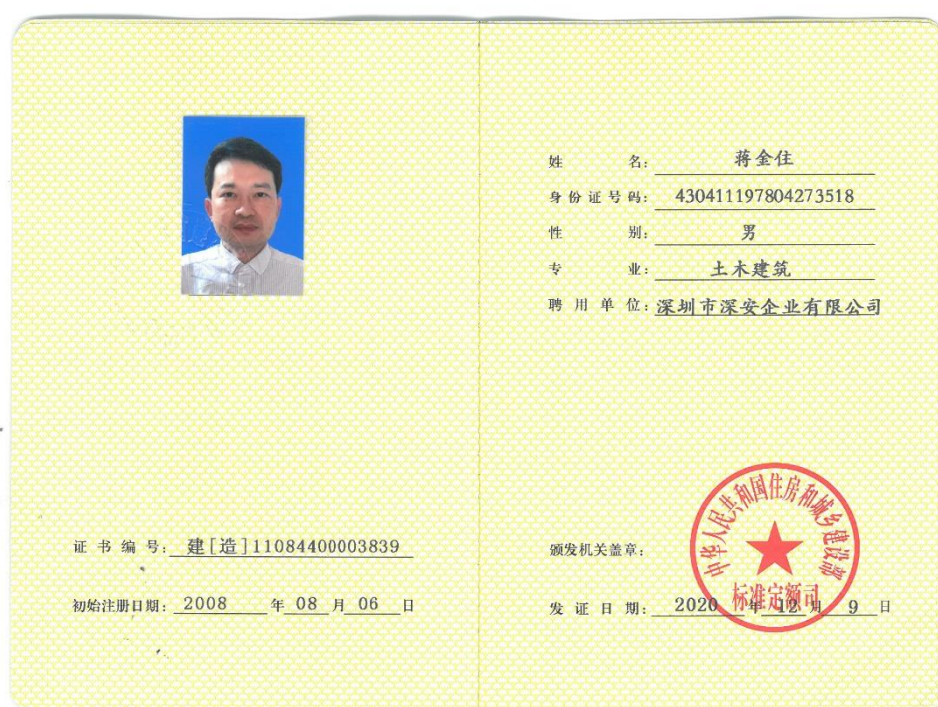 姓 名: 蒋金住
身份证号码: 430411197804273518
性 别: 男
专 业: 土木建筑
聘用单位: 深圳市深安企业有限公司
证书编号: 建[造]11084400003839
初始注册日期: 2008 年 08 月 06 日
颁发机关盖章:
中华人民共和国住房和城乡建设部
标准定额司
发证日期: 2020 年 12 月 9 日